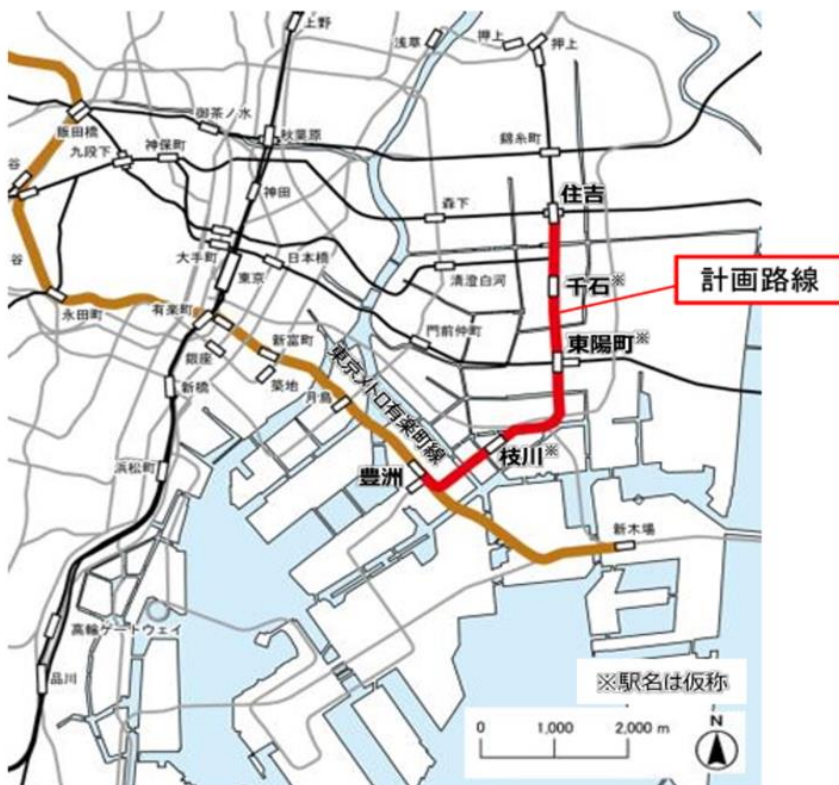 上野
浅草
押上
押上
御茶ノ水
秋葉原
錦糸町
飯田橋
九段下
神保町
谷
神田
森下
住吉
大手町
日本橋
清澄白河
千石※
計画路線
谷
東京
永田町
有楽町
新富町
門前仲町
東陽町※
銀座
築地
月島
東京メトロ有楽町線
新橋
枝川※
豊洲
浜松町
新木場
高輪ゲートウェイ
品川
※駅名は仮称
0 1,000 2,000 m
N